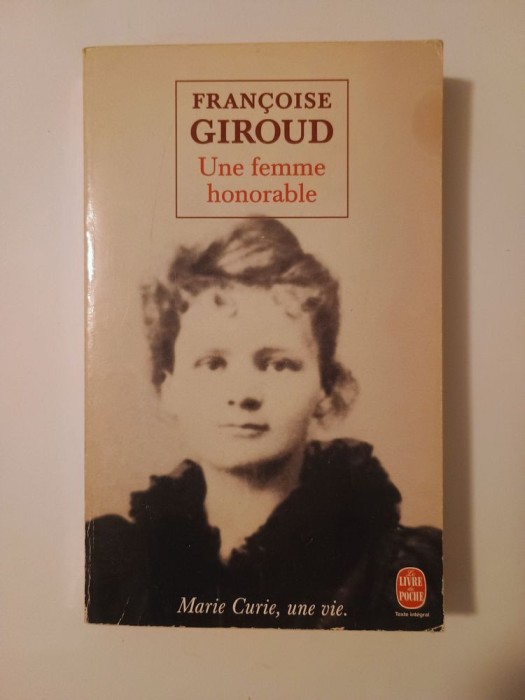 FRANÇOISE
GIROUD
Une femme
honorable
Marie Curie, une vie.
Le
LIVRE
de
POCHE
Texte intégral